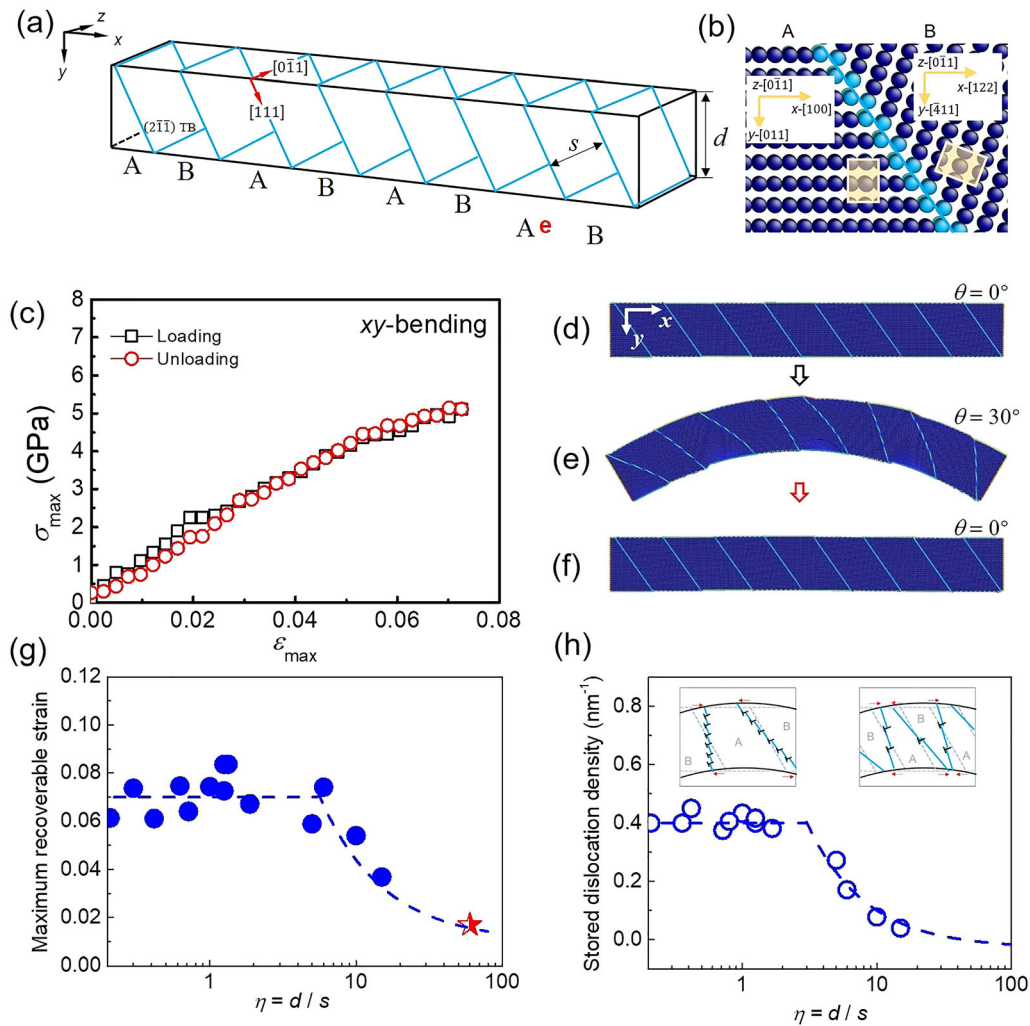 (a)
z
x
y
[01̄1]
[111]
(21̄1̄) TB
s
d
A B A B A B A e B
(b)
A B
z-[01̄1]
x-[100]
y-[011]
z-[01̄1]
x-[122]
y-[4̄11]
(c)
8
7
6
5
4
3
2
1
0
σmax (GPa)
xy-bending
Loading
Unloading
0.00 0.02 0.04 0.06 0.08
εmax
(d)
θ = 0°
x
y
(e)
θ = 30°
(f)
θ = 0°
(g)
Maximum recoverable strain
0.12
0.10
0.08
0.06
0.04
0.02
0.00
1 10 100
η = d / s
(h)
Stored dislocation density (nm⁻¹)
0.8
0.6
0.4
0.2
0.0
B A B
B A B A
1 10 100
η = d / s